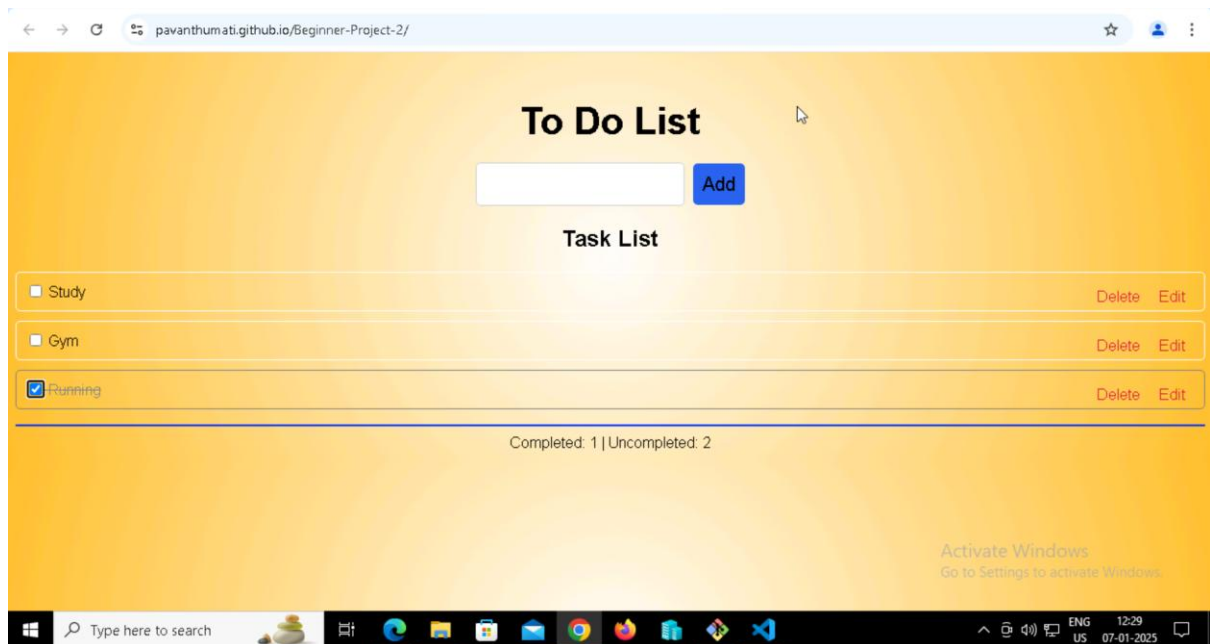 pavanthumati.github.io/Beginner-Project-2/
To Do List
Add
Task List
Study
Delete Edit
Gym
Delete Edit
Running
Delete Edit
Completed: 1 | Uncompleted: 2
Activate Windows
Go to Settings to activate Windows.
Type here to search
ENG
US
12:29
07-01-2025